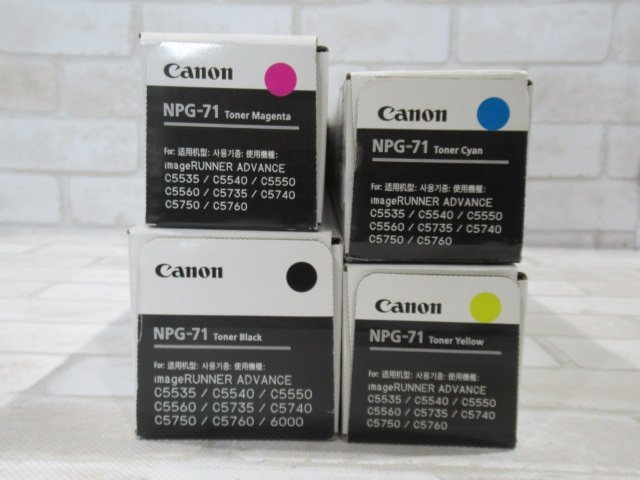 Canon
NPG-71 Toner Magenta
For: 适用机型: 사용기종: 使用機種:
imageRUNNER ADVANCE
C5535 / C5540 / C5550
C5560 / C5735 / C5740
C5750 / C5760
Canon
NPG-71 Toner Cyan
For: 适用机型: 사용기종: 使用機種:
imageRUNNER ADVANCE
C5535 / C5540 / C5550
C5560 / C5735 / C5740
C5750 / C5760
Canon
NPG-71 Toner Black
For: 适用机型: 사용기종: 使用機種:
imageRUNNER ADVANCE
C5535 / C5540 / C5550
C5560 / C5735 / C5740
C5750 / C5760 / 6000
Canon
NPG-71 Toner Yellow
For: 适用机型: 사용기종: 使用機種:
imageRUNNER ADVANCE
C5535 / C5540 / C5550
C5560 / C5735 / C5740
C5750 / C5760